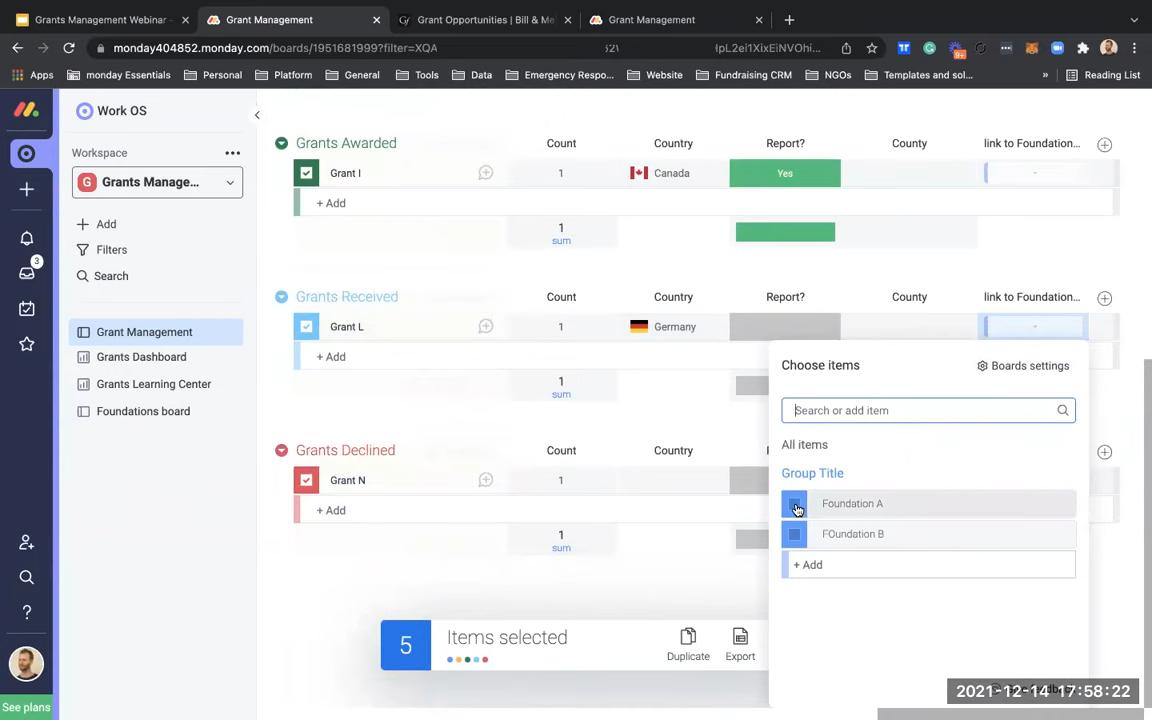 Grants Management Webinar -
Grant Management
Grant Opportunities | Bill & Me
Grant Management
monday404852.monday.com/boards/1951681999?filter=XQA
Apps
monday Essentials
Personal
Platform
General
Tools
Data
Emergency Respo...
Website
Fundraising CRM
NGOs
Templates and sol...
»
Reading List
Work OS
Workspace
G Grants Manage...
Add
Filters
Search
Grant Management
Grants Dashboard
Grants Learning Center
Foundations board
3
?
See plans
Grants Awarded
Count
Country
Report?
County
link to Foundation...
Grant I
1
Canada
Yes
-
+ Add
1
sum
Grants Received
Count
Country
Report?
County
link to Foundation...
Grant L
1
Germany
-
+ Add
1
sum
Grants Declined
Count
Country
Grant N
1
+ Add
1
sum
Choose items
Boards settings
Search or add item
All items
Group Title
Foundation A
FOundation B
+ Add
5
Items selected
Duplicate
Export
2021-12-14 17:58:22